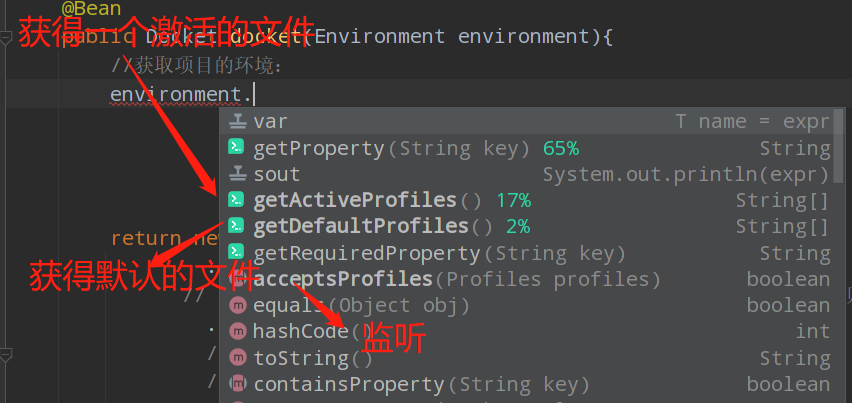 @Bean
获得一个激活的文件
public Docket docket(Environment environment){
//获取项目的环境:
environment.
var T name = expr
getProperty(String key) 65% String
sout System.out.println(expr)
getActiveProfiles() 17% String[]
getDefaultProfiles() 2% String[]
return new
getRequiredProperty(String key) String
获得默认的文件
.
acceptsProfiles(Profiles profiles) boolean
//
equals(Object obj) boolean
.
hashCode() int
监听
/
toString() String
/
containsProperty(String key) boolean